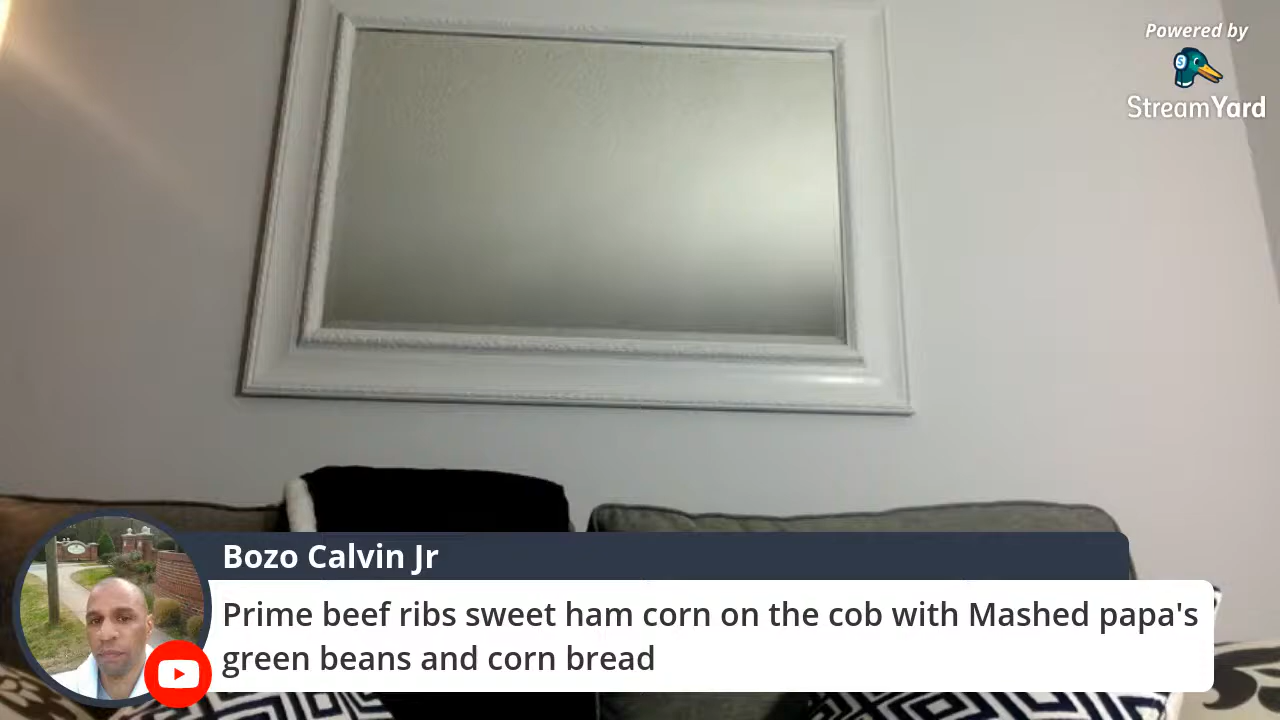 Powered by
StreamYard
Bozo Calvin Jr
Prime beef ribs sweet ham corn on the cob with Mashed papa's
green beans and corn bread